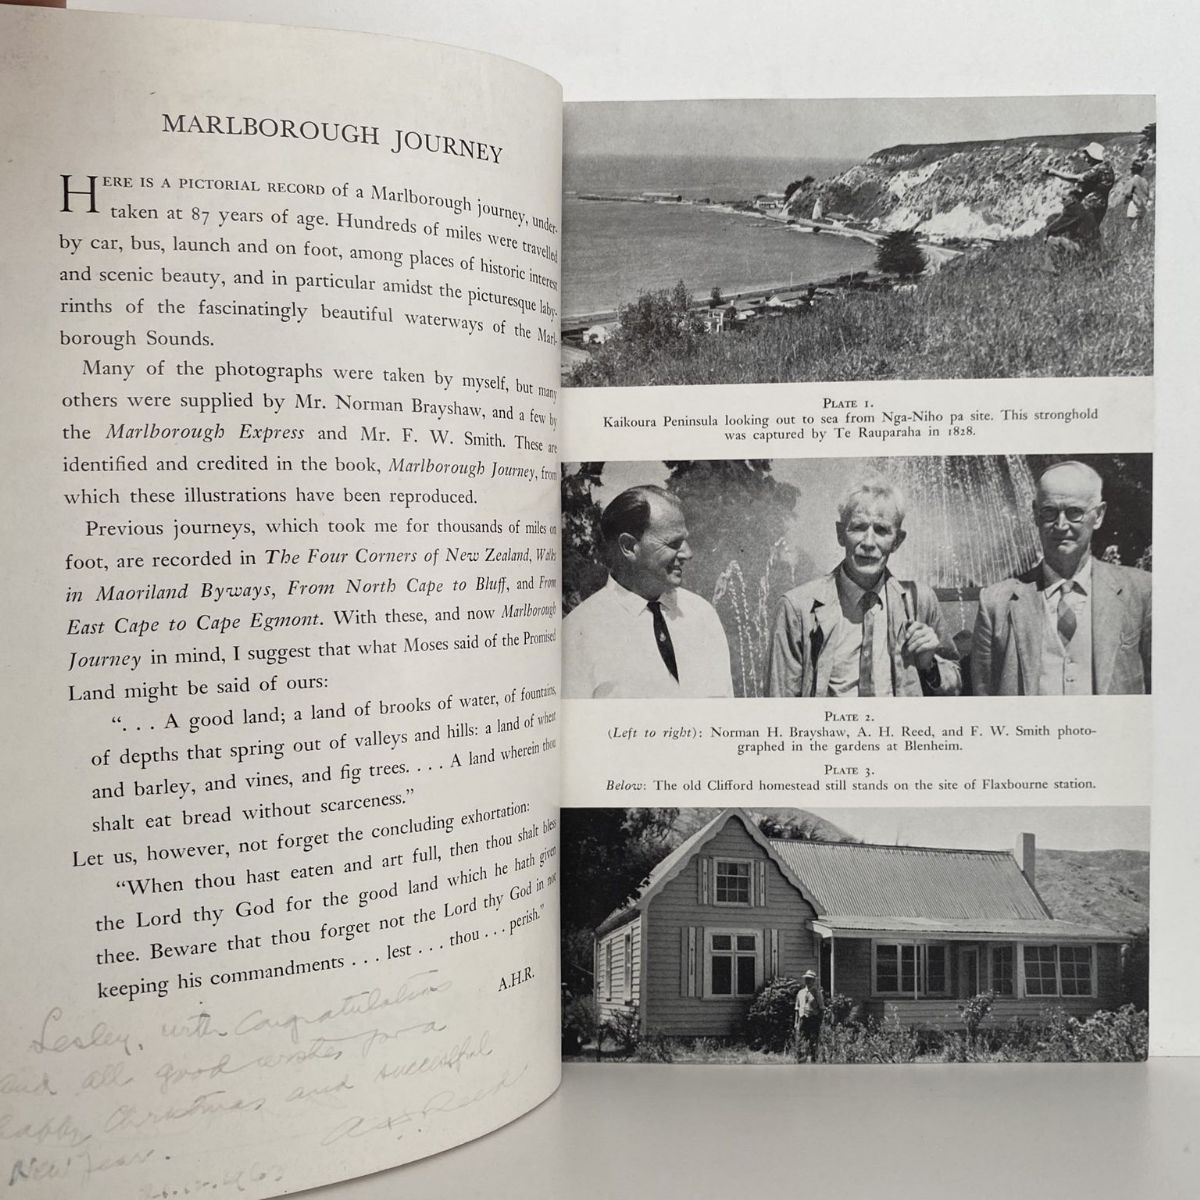 MARLBOROUGH JOURNEY
HERE IS A PICTORIAL RECORD of a Marlborough journey, under-
taken at 87 years of age. Hundreds of miles were travelled
by car, bus, launch and on foot, among places of historic interest
and scenic beauty, and in particular amidst the picturesque laby-
rinths of the fascinatingly beautiful waterways of the Marl-
borough Sounds.
Many of the photographs were taken by myself, but many
others were supplied by Mr. Norman Brayshaw, and a few by
the Marlborough Express and Mr. F. W. Smith. These are
identified and credited in the book, Marlborough Journey, from
which these illustrations have been reproduced.
Previous journeys, which took me for thousands of miles on
foot, are recorded in The Four Corners of New Zealand, Walks
in Maoriland Byways, From North Cape to Bluff, and From
East Cape to Cape Egmont. With these, and now Marlborough
Journey in mind, I suggest that what Moses said of the Promised
Land might be said of ours:
“. . . A good land; a land of brooks of water, of fountains,
of depths that spring out of valleys and hills: a land of wheat
and barley, and vines, and fig trees. . . . A land wherein thou
shalt eat bread without scarceness.”
Let us, however, not forget the concluding exhortation:
“When thou hast eaten and art full, then thou shalt bless
the Lord thy God for the good land which he hath given
thee. Beware that thou forget not the Lord thy God in not
keeping his commandments . . . lest . . . thou . . . perish.”
A.H.R.
Lesley, with Congratulations
and all good wishes for a
happy Christmas and successful
New Year.
A H Reed
PLATE 1.
Kaikoura Peninsula looking out to sea from Nga-Niho pa site. This stronghold
was captured by Te Rauparaha in 1828.
PLATE 2.
(Left to right): Norman H. Brayshaw, A. H. Reed, and F. W. Smith photo-
graphed in the gardens at Blenheim.
PLATE 3.
Below: The old Clifford homestead still stands on the site of Flaxbourne station.